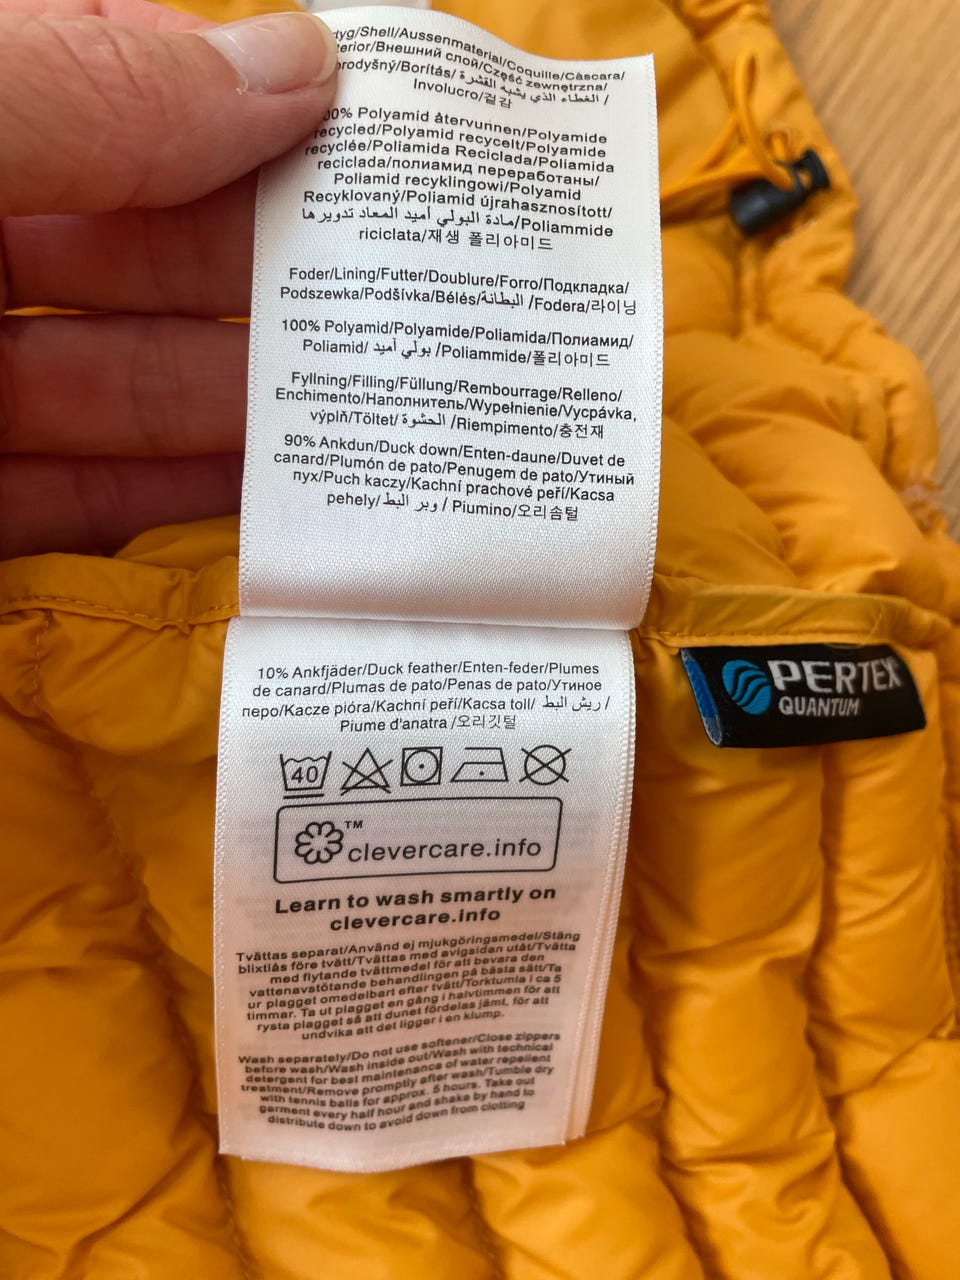 /Shell/Aussenmaterial/Coquille/Càscara/
/Внешний слой/Część zewnętrzna/
/Borítás/ الغطاء الذي يشبه القشرة /
Involucro/겉감
100% Polyamid återvunnen/Polyamide
recycled/Polyamid recycelt/Polyamide
recyclée/Poliamida Reciclada/Poliamida
reciclada/полиамид переработаны/
Poliamid recyklingowi/Polyamid
Recyklovaný/Poliamid újrahasznosított/
مادة البولي أميد المعاد تدويرها/Poliammide
riciclata/재생 폴리아미드
Foder/Lining/Futter/Doublure/Forro/Подкладка/
Podszewka/Podšívka/Bélés/البطانة /Fodera/라이닝
100% Polyamid/Polyamide/Poliamida/Полиамид/
Poliamid/ بولي أميد /Poliammide/폴리아미드
Fyllning/Filling/Füllung/Rembourrage/Relleno/
Enchimento/Наполнитель/Wypełnienie/Vycpávka,
výplň/Töltet/ الحشوة /Riempimento/충전재
90% Ankdun/Duck down/Enten-daune/Duvet de
canard/Plumón de pato/Penugem de pato/Утиный
пух/Puch kaczy/Kachní prachové peří/Kacsa
pehely/ وبر البط / Piumino/오리솜털
10% Ankfjäder/Duck feather/Enten-feder/Plumes
de canard/Plumas de pato/Penas de pato/Утиное
перо/Kacze pióra/Kachní peří/Kacsa toll/ ريش البط /
Piume d'anatra /오리깃털
40
™
clevercare.info
Learn to wash smartly on
clevercare.info
Tvättas separat/Använd ej mjukgöringsmedel/Stäng
blixtlås före tvätt/Tvättas med avigsidan utåt/Tvätta
med flytande tvättmedel för att bevara den
vattenavstötande behandlingen på bästa sätt/Ta
ur plagget omedelbart efter tvätt/Torktumla i ca 5
timmar. Ta ut plagget en gång i halvtimmen för att
rysta plagget så att dunet fördelas jämt, för att
undvika att det ligger i en klump.
Wash separately/Do not use softener/Close zippers
before wash/Wash inside out/Wash with technical
detergent for best maintenance of water repellent
treatment/Remove promptly after wash/Tumble dry
with tennis balls for approx. 5 hours. Take out
garment every half hour and shake by hand to
distribute down to avoid down from clotting
PERTEX®
QUANTUM